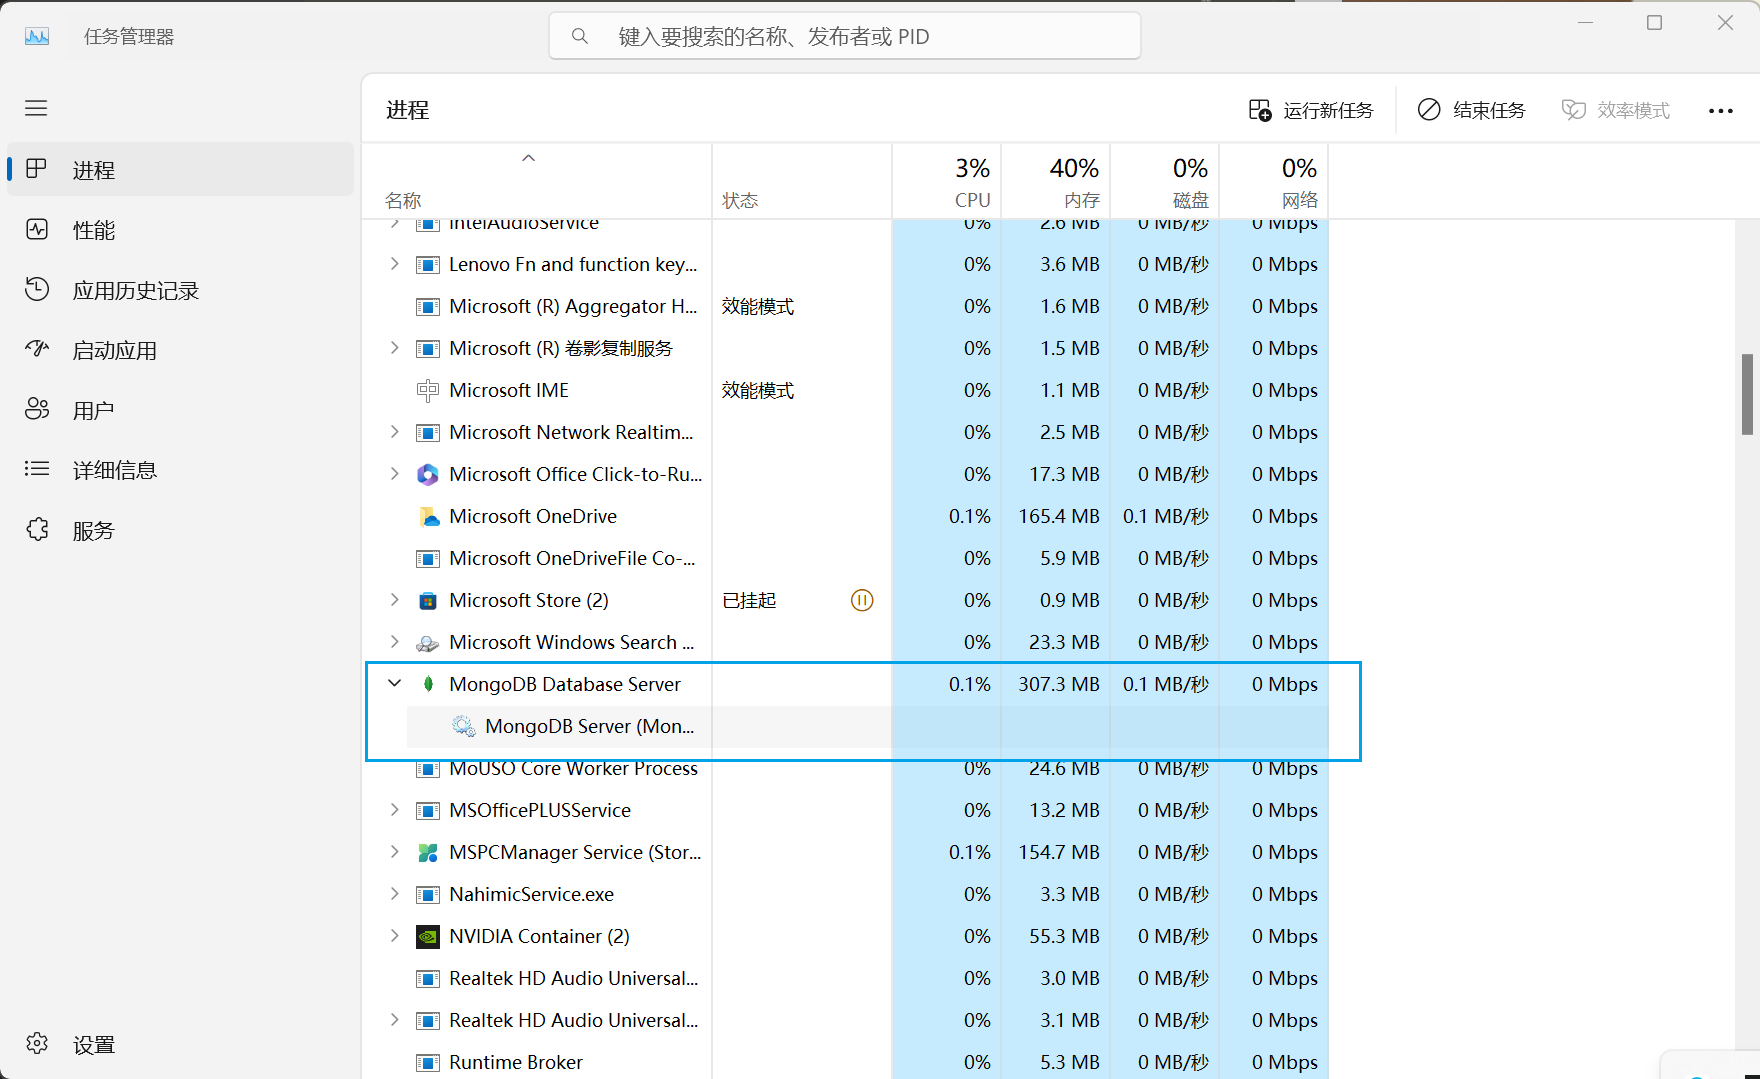 任务管理器
键入要搜索的名称、发布者或 PID
进程
运行新任务
结束任务
效率模式
进程
性能
应用历史记录
启动应用
用户
详细信息
服务
设置
3% 40% 0% 0%
名称 状态 CPU 内存 磁盘 网络
IntelAudioService 0% 2.6 MB 0 MB/秒 0 Mbps
Lenovo Fn and function key... 0% 3.6 MB 0 MB/秒 0 Mbps
Microsoft (R) Aggregator H... 效能模式 0% 1.6 MB 0 MB/秒 0 Mbps
Microsoft (R) 卷影复制服务 0% 1.5 MB 0 MB/秒 0 Mbps
Microsoft IME 效能模式 0% 1.1 MB 0 MB/秒 0 Mbps
Microsoft Network Realtim... 0% 2.5 MB 0 MB/秒 0 Mbps
Microsoft Office Click-to-Ru... 0% 17.3 MB 0 MB/秒 0 Mbps
Microsoft OneDrive 0.1% 165.4 MB 0.1 MB/秒 0 Mbps
Microsoft OneDriveFile Co-... 0% 5.9 MB 0 MB/秒 0 Mbps
Microsoft Store (2) 已挂起 0% 0.9 MB 0 MB/秒 0 Mbps
Microsoft Windows Search ... 0% 23.3 MB 0 MB/秒 0 Mbps
MongoDB Database Server 0.1% 307.3 MB 0.1 MB/秒 0 Mbps
MongoDB Server (Mon...
MoUSO Core Worker Process 0% 24.6 MB 0 MB/秒 0 Mbps
MSOfficePLUSService 0% 13.2 MB 0 MB/秒 0 Mbps
MSPCManager Service (Stor... 0.1% 154.7 MB 0 MB/秒 0 Mbps
NahimicService.exe 0% 3.3 MB 0 MB/秒 0 Mbps
NVIDIA Container (2) 0% 55.3 MB 0 MB/秒 0 Mbps
Realtek HD Audio Universal... 0% 3.0 MB 0 MB/秒 0 Mbps
Realtek HD Audio Universal... 0% 3.1 MB 0 MB/秒 0 Mbps
Runtime Broker 0% 5.3 MB 0 MB/秒 0 Mbps